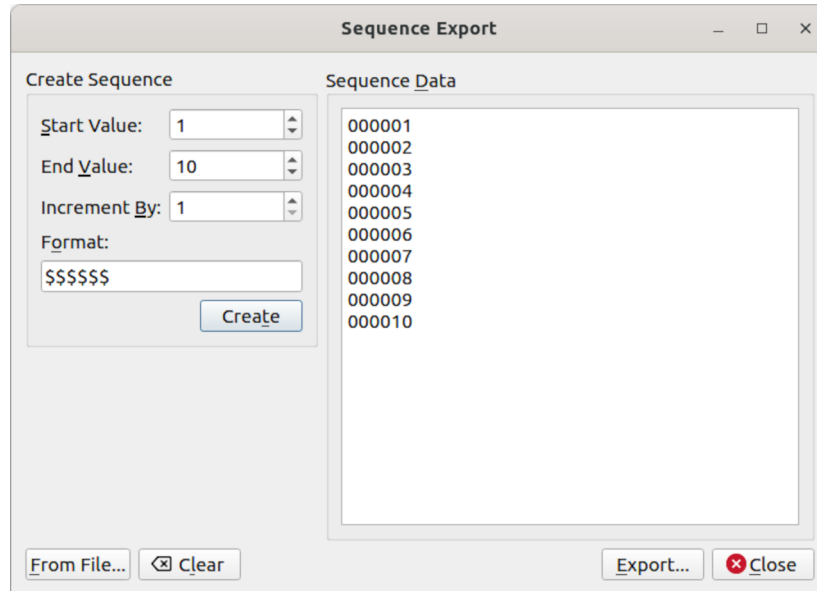 Sequence Export
Create Sequence
Start Value: 1
End Value: 10
Increment By: 1
Format:
$$$$$$
Create
Sequence Data
000001
000002
000003
000004
000005
000006
000007
000008
000009
000010
From File... Clear Export... Close